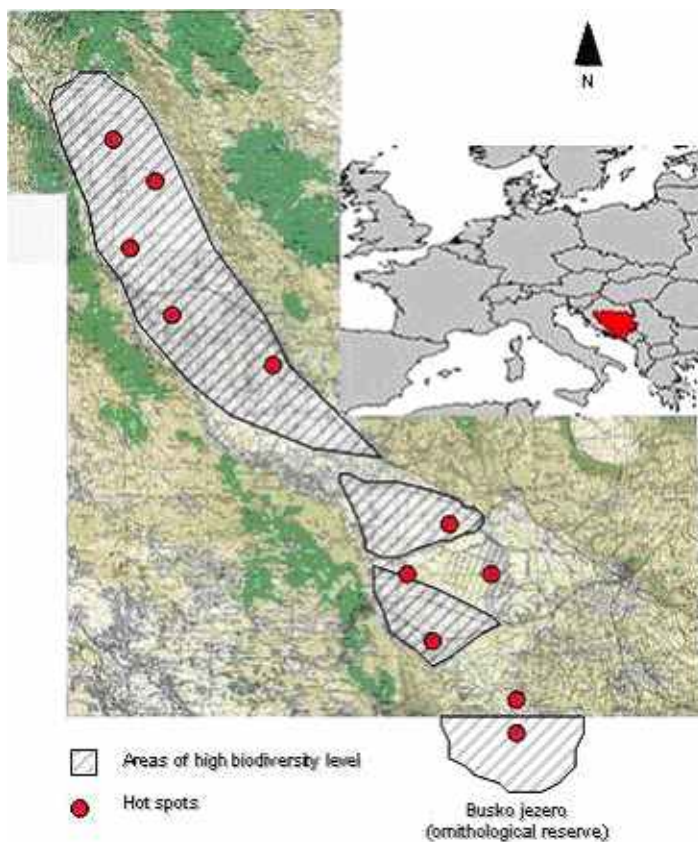 N
Areas of high biodiversity level
Hot spots
Busko jezero
(ornithological reserve)